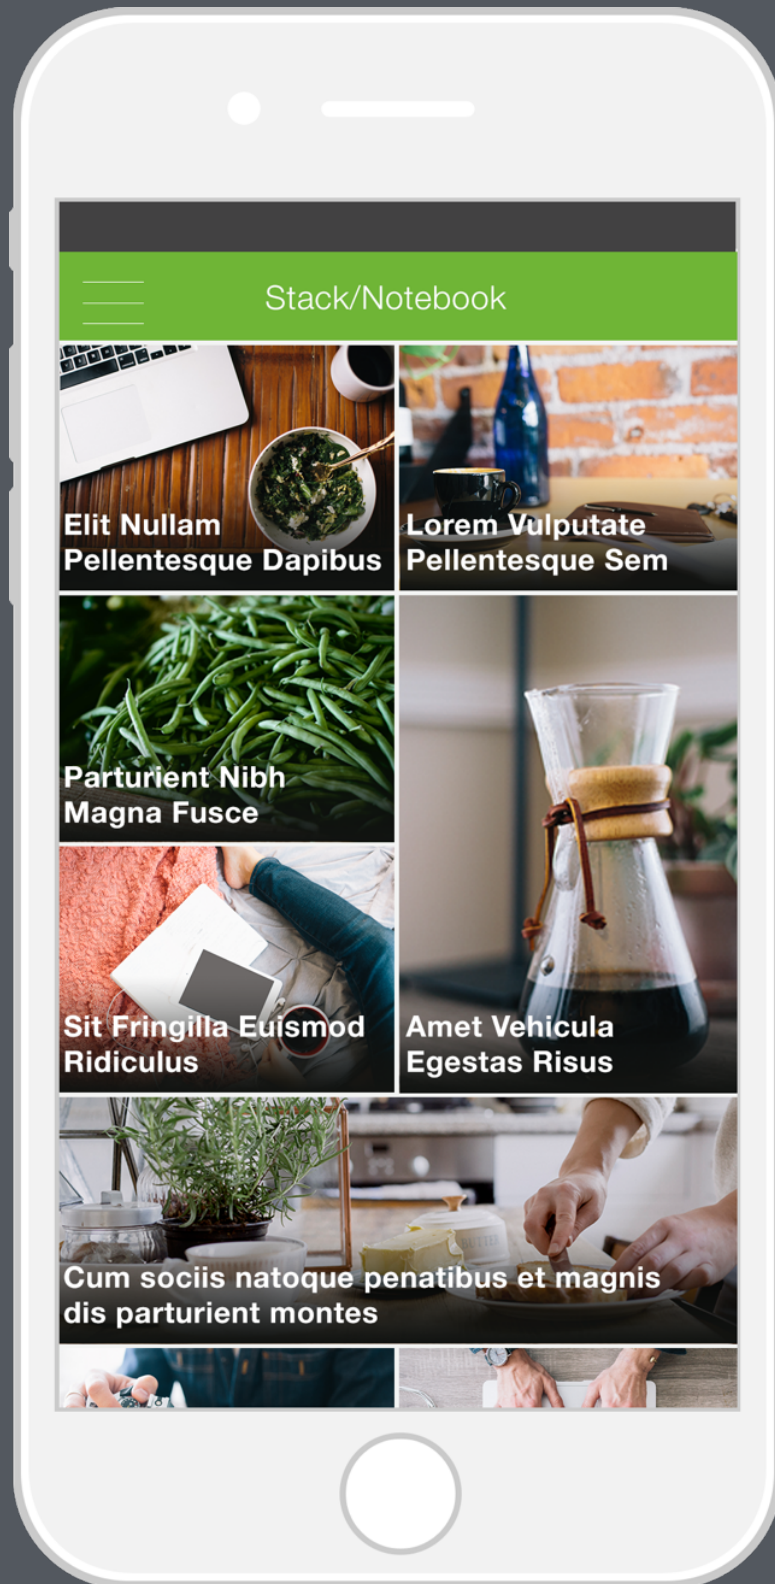 Stack/Notebook
Elit Nullam
Pellentesque Dapibus
Lorem Vulputate
Pellentesque Sem
Parturient Nibh
Magna Fusce
Sit Fringilla Euismod
Ridiculus
Amet Vehicula
Egestas Risus
Cum sociis natoque penatibus et magnis
dis parturient montes